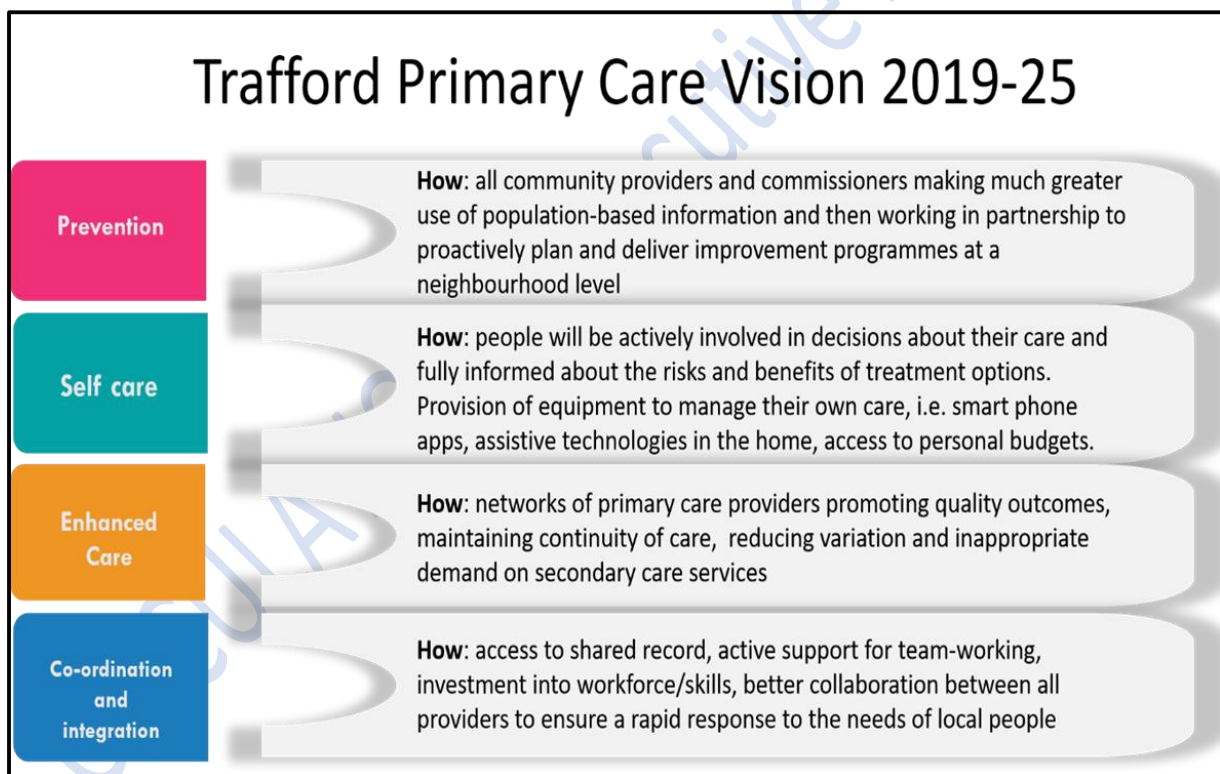 Trafford Primary Care Vision 2019-25
Prevention
How: all community providers and commissioners making much greater
use of population-based information and then working in partnership to
proactively plan and deliver improvement programmes at a
neighbourhood level
Self care
How: people will be actively involved in decisions about their care and
fully informed about the risks and benefits of treatment options.
Provision of equipment to manage their own care, i.e. smart phone
apps, assistive technologies in the home, access to personal budgets.
Enhanced
Care
How: networks of primary care providers promoting quality outcomes,
maintaining continuity of care, reducing variation and inappropriate
demand on secondary care services
Co-ordination
and
integration
How: access to shared record, active support for team-working,
investment into workforce/skills, better collaboration between all
providers to ensure a rapid response to the needs of local people